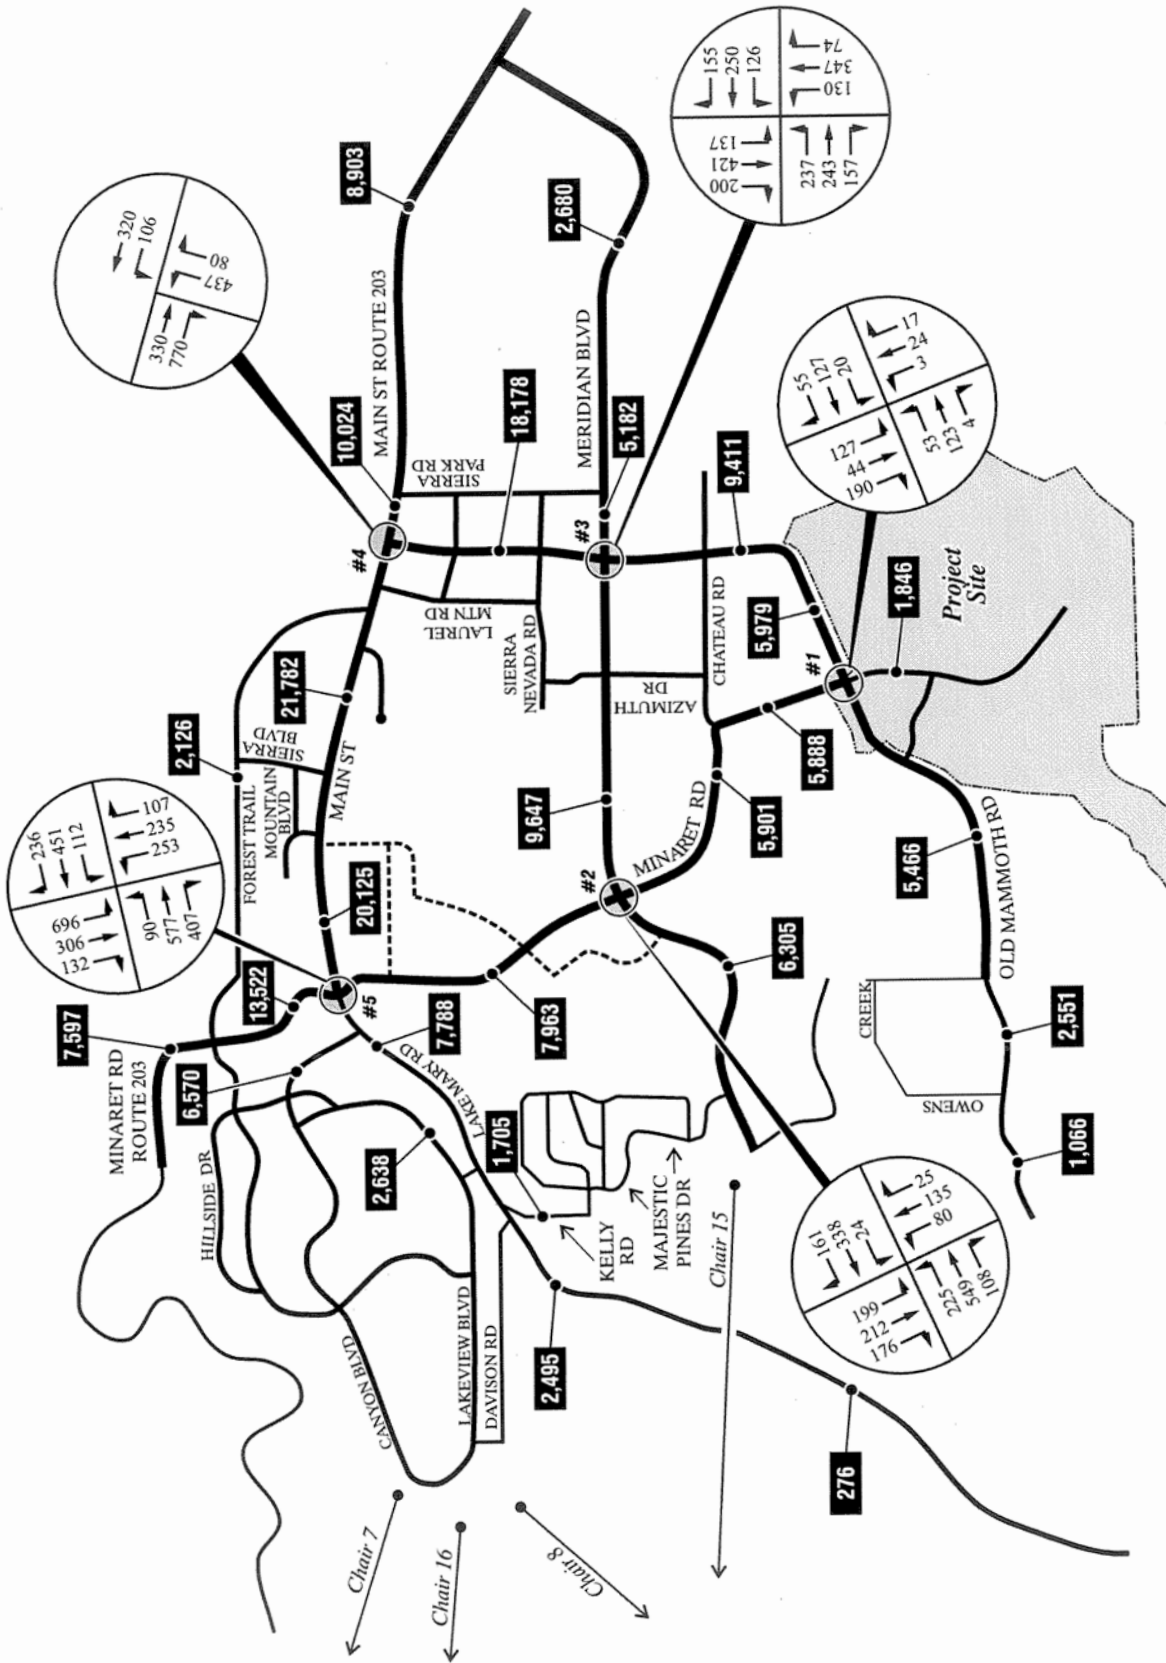 320
106
330
770
437
80
8,903
155
250
126
137
421
200
74
347
130
237
243
157
2,680
MAIN ST ROUTE 203
10,024
MERIDIAN BLVD
18,178
5,182
SIERRA
PARK RD
#4
#3
9,411
55
127
20
127
44
190
17
24
3
53
123
4
LAUREL
MTN RD
SIERRA
NEVADA RD
CHATEAU RD
AZIMUTH
DR
5,979
#1
1,846
Project
Site
21,782
2,126
SIERRA
BLVD
MAIN ST
FOREST TRAIL
MOUNTAIN
BLVD
9,647
5,888
5,901
MINARET RD
#2
5,466
OLD MAMMOTH RD
236
451
112
696
306
132
107
235
253
90
577
407
20,125
13,522
#5
7,597
MINARET RD
ROUTE 203
6,570
7,788
7,963
6,305
CREEK
OWENS
2,551
1,066
LAKE MARY RD
HILLSIDE DR
2,638
1,705
KELLY
RD
MAJESTIC
PINES DR
Chair 15
161
338
24
199
212
176
25
135
80
225
549
108
CANYON BLVD
LAKEVIEW BLVD
DAVISON RD
2,495
276
Chair 7
Chair 16
Chair 8